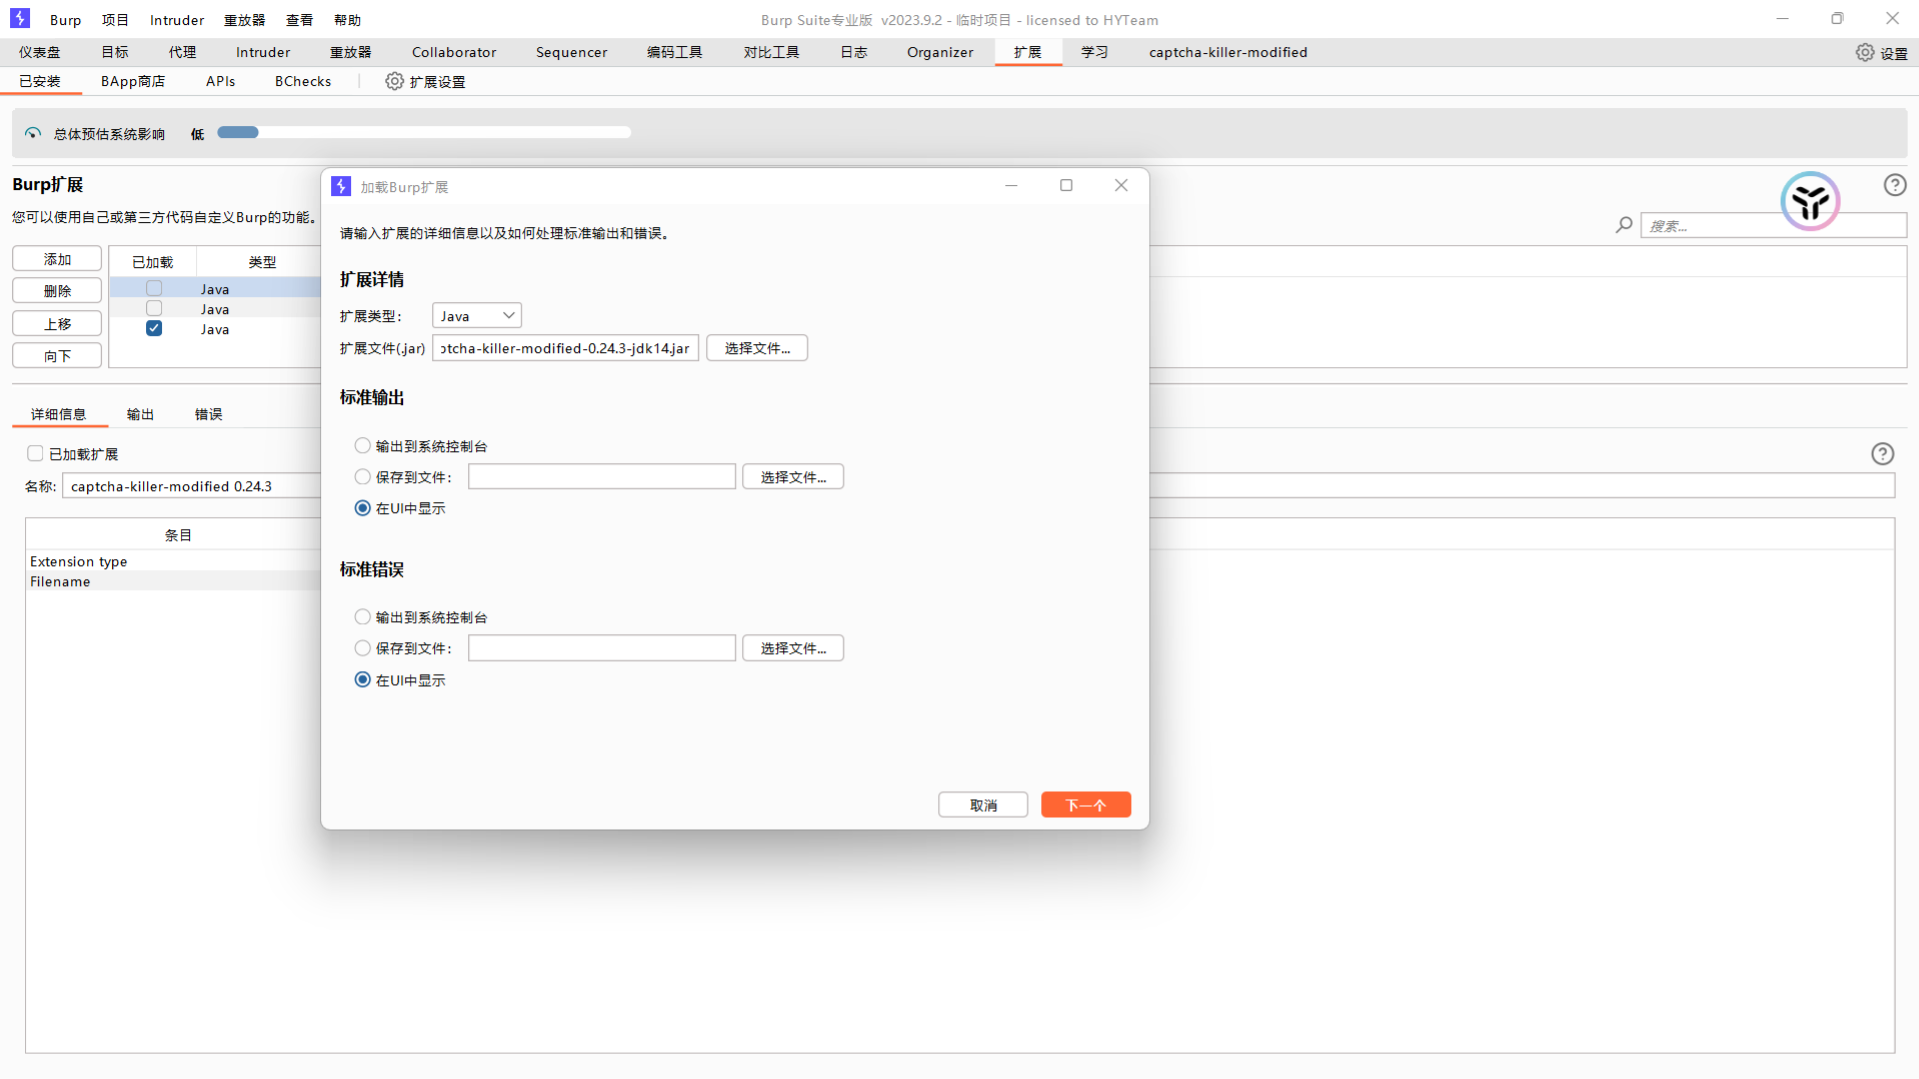 Burp 项目 Intruder 重放器 查看 帮助
Burp Suite专业版 v2023.9.2 - 临时项目 - licensed to HYTeam
仪表盘 目标 代理 Intruder 重放器 Collaborator Sequencer 编码工具 对比工具 日志 Organizer 扩展 学习 captcha-killer-modified 设置
已安装 BApp商店 APIs BChecks 扩展设置
总体预估系统影响 低
Burp扩展
您可以使用自己或第三方代码自定义Burp的功能。
搜索...
添加
删除
上移
向下
已加载 类型
Java
Java
Java
详细信息 输出 错误
已加载扩展
名称: captcha-killer-modified 0.24.3
条目
Extension type
Filename
加载Burp扩展
请输入扩展的详细信息以及如何处理标准输出和错误。
扩展详情
扩展类型: Java
扩展文件(.jar) tcha-killer-modified-0.24.3-jdk14.jar 选择文件...
标准输出
输出到系统控制台
保存到文件: 选择文件...
在UI中显示
标准错误
输出到系统控制台
保存到文件: 选择文件...
在UI中显示
取消 下一个